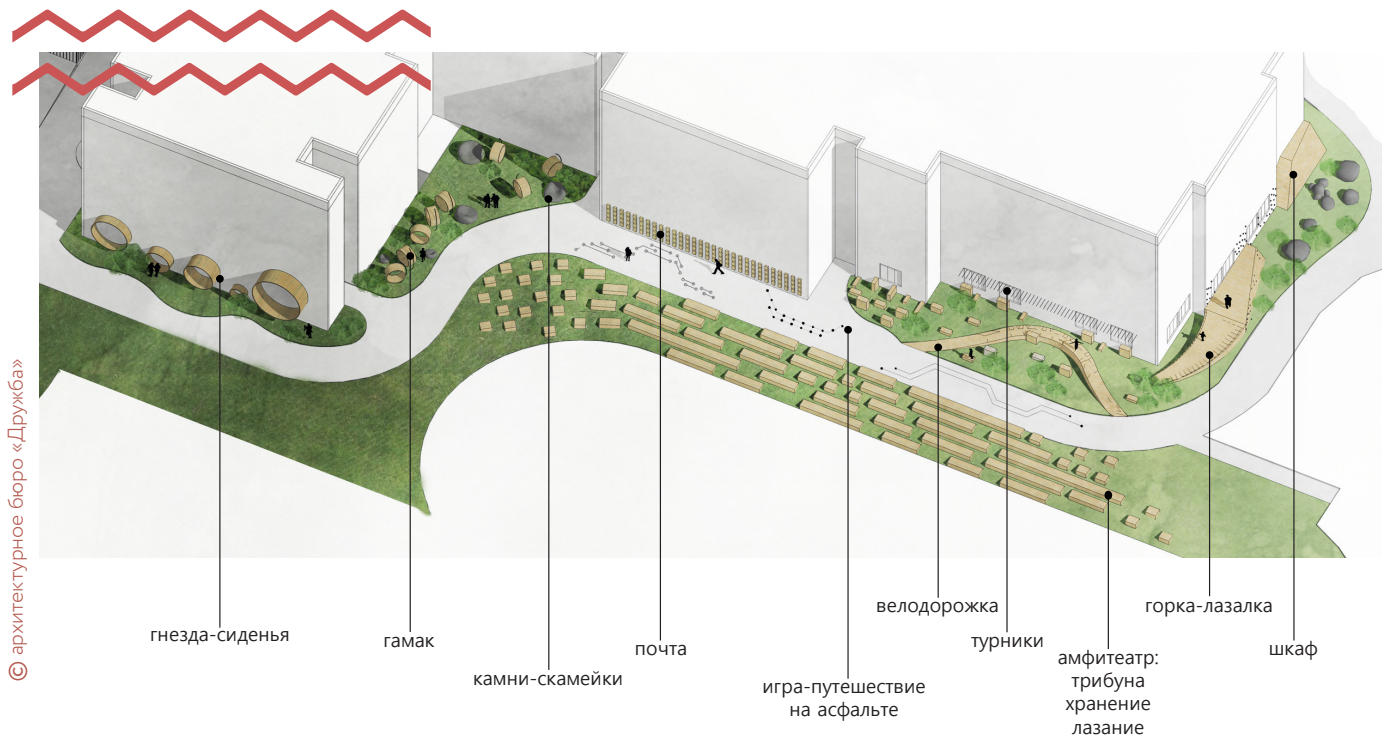 © архитектурное бюро «Дружба»
гнезда-сиденья
гамак
камни-скамейки
почта
игра-путешествие
на асфальте
велодорожка
турники
амфитеатр:
трибуна
хранение
лазание
горка-лазалка
шкаф